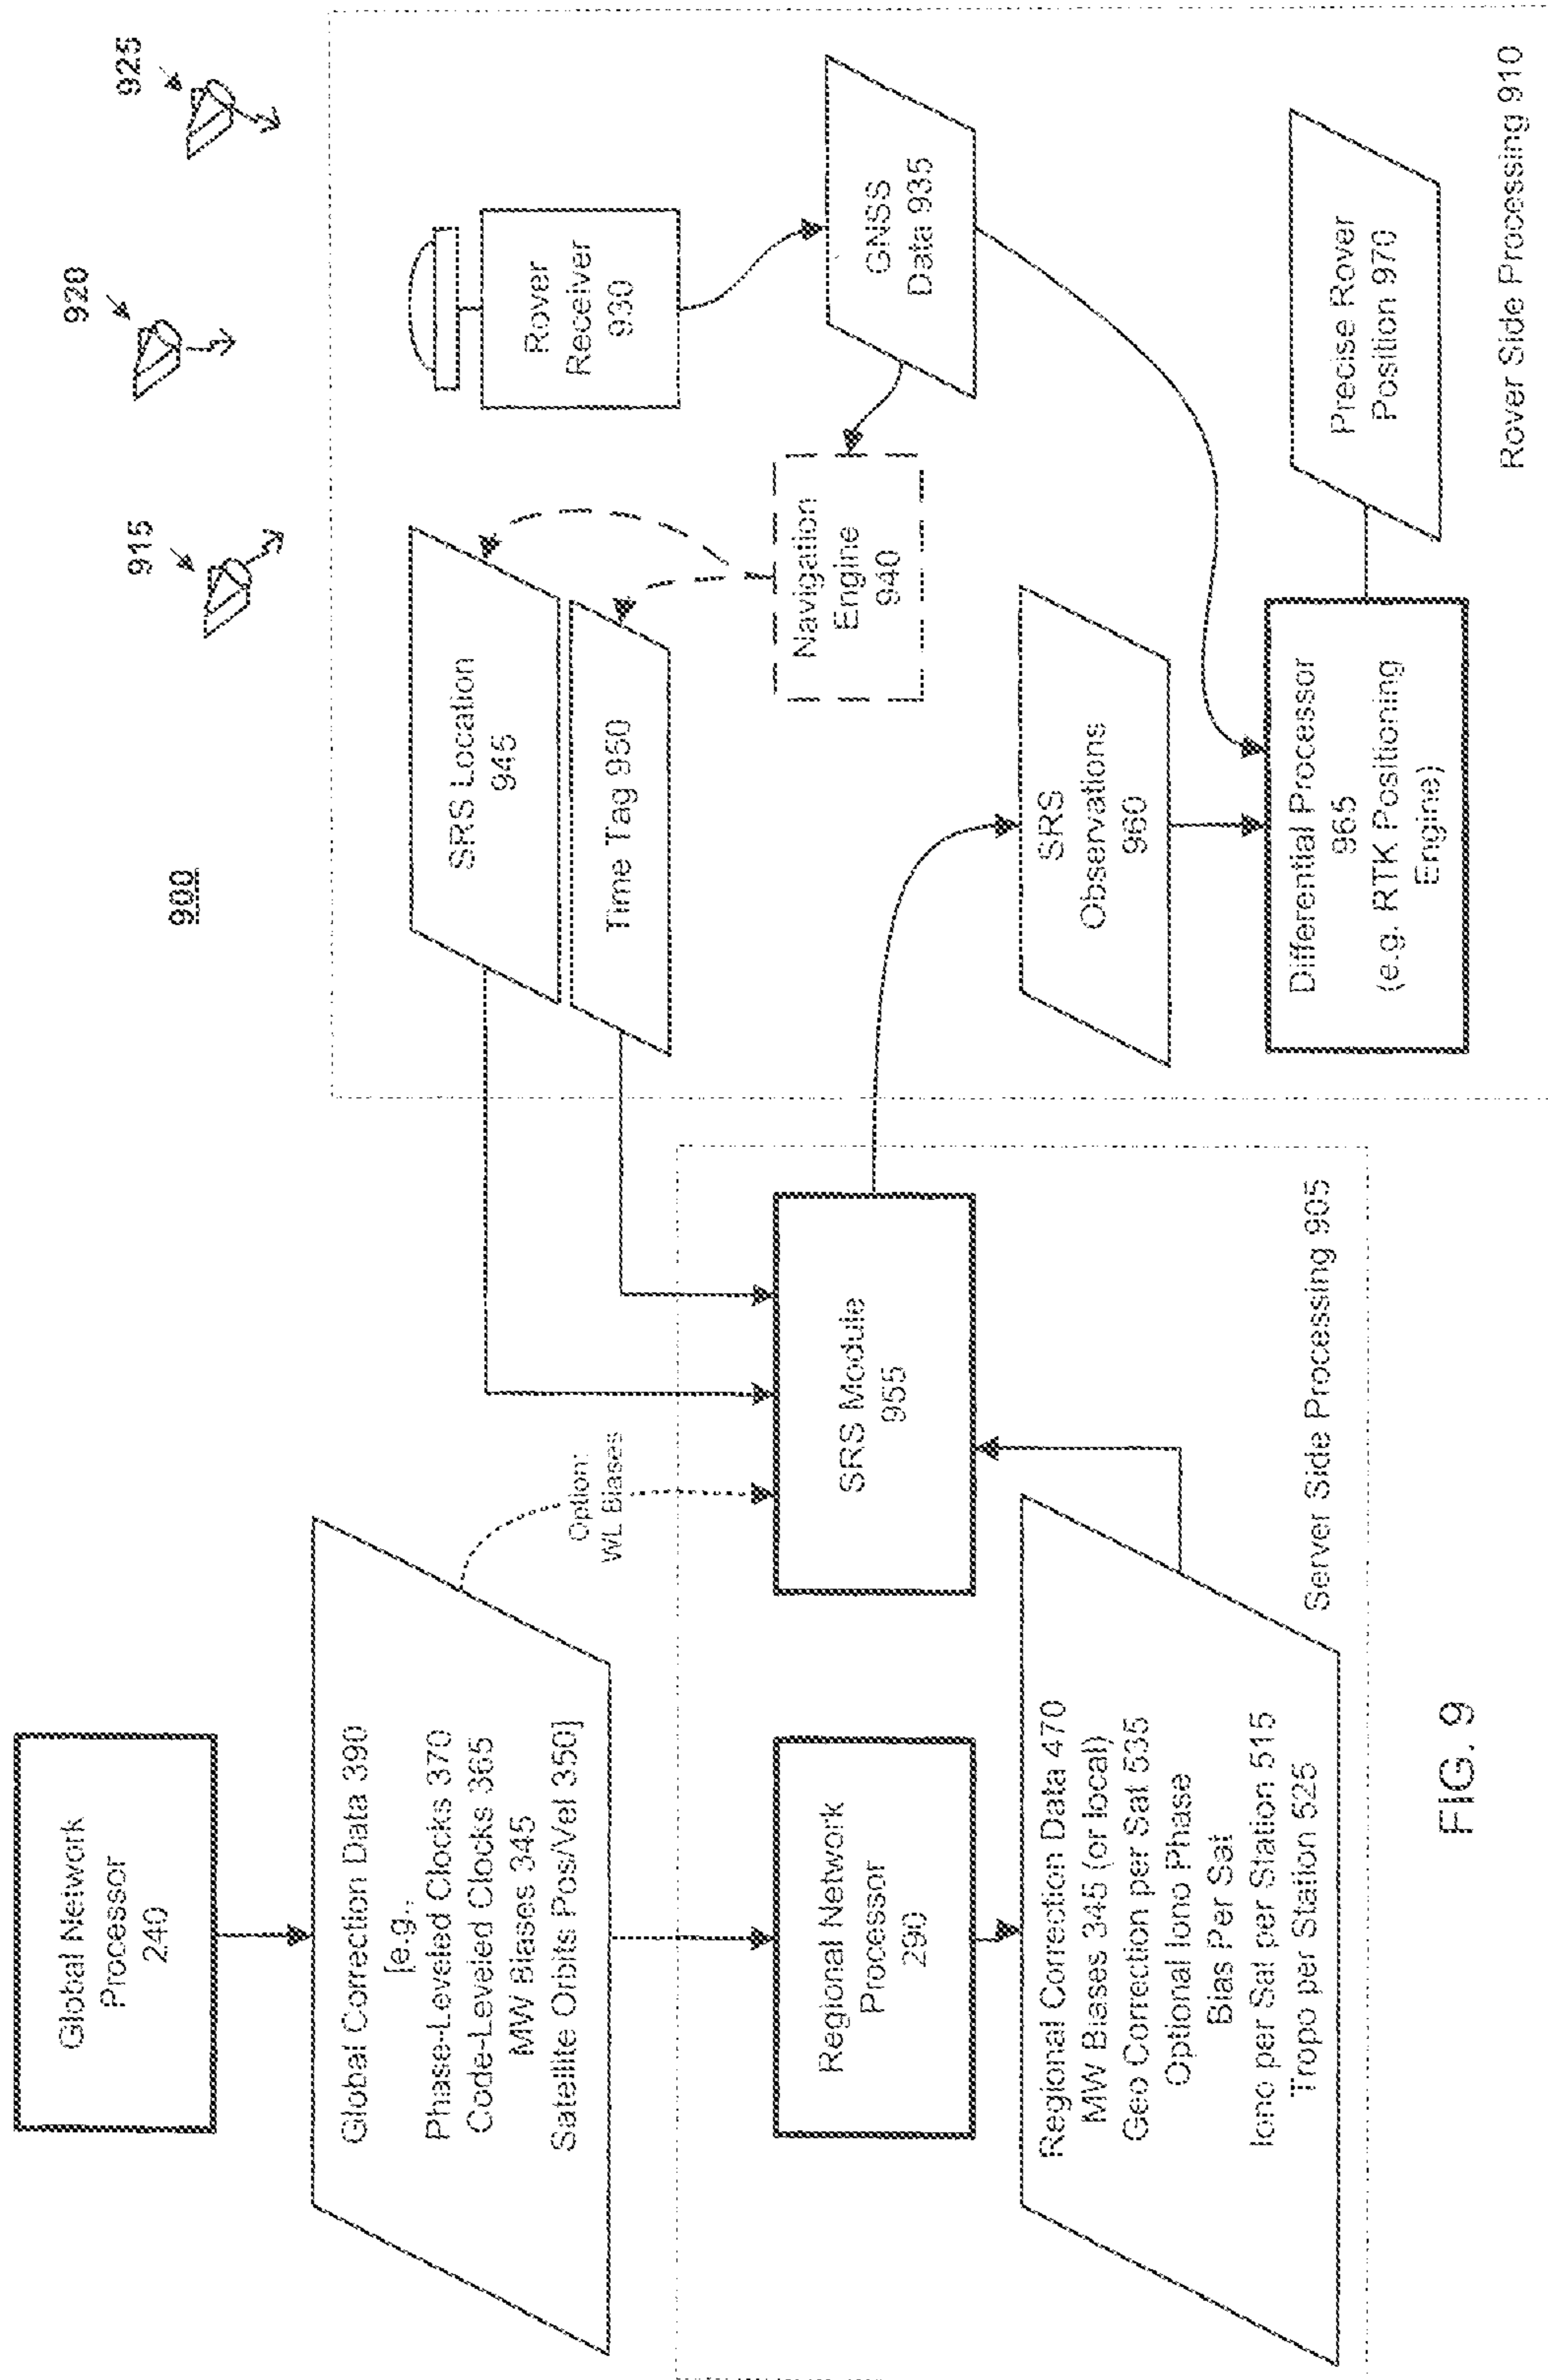 900
915
920
925
Global Network
Processor
240
Global Correction Data 390
[e.g.,
Phase-Leveled Clocks 370
Code-Leveled Clocks 365
MW Biases 345
Satellite Orbits Pos/Vel 350]
Option:
WL Biases
Regional Network
Processor
290
Regional Correction Data 470
MW Biases 345 (or local)
Geo Correction per Sat 535
Optional Iono Phase
Bias Per Sat
Iono per Sat per Station 515
Tropo per Station 525
SRS Module
955
Server Side Processing 905
SRS Location
945
Time Tag 950
Navigation
Engine
940
Rover
Receiver
930
GNSS
Data 935
SRS
Observations
960
Differential Processor
965
(e.g. RTK Positioning
Engine)
Precise Rover
Position 970
Rover Side Processing 910
FIG. 9